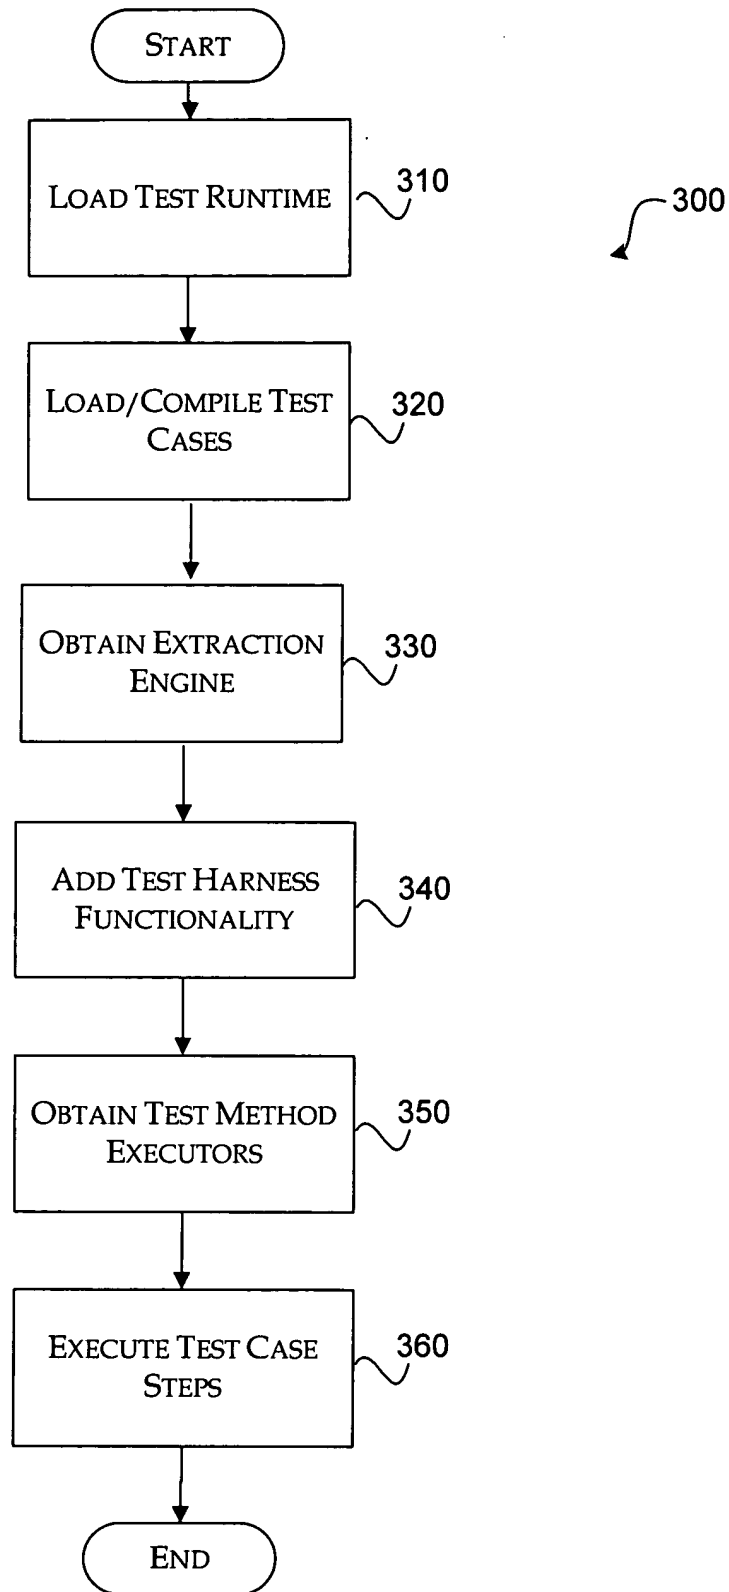 START
LOAD TEST RUNTIME
310
300
LOAD/COMPILE TEST
CASES
320
OBTAIN EXTRACTION
ENGINE
330
ADD TEST HARNESS
FUNCTIONALITY
340
OBTAIN TEST METHOD
EXECUTORS
350
EXECUTE TEST CASE
STEPS
360
END